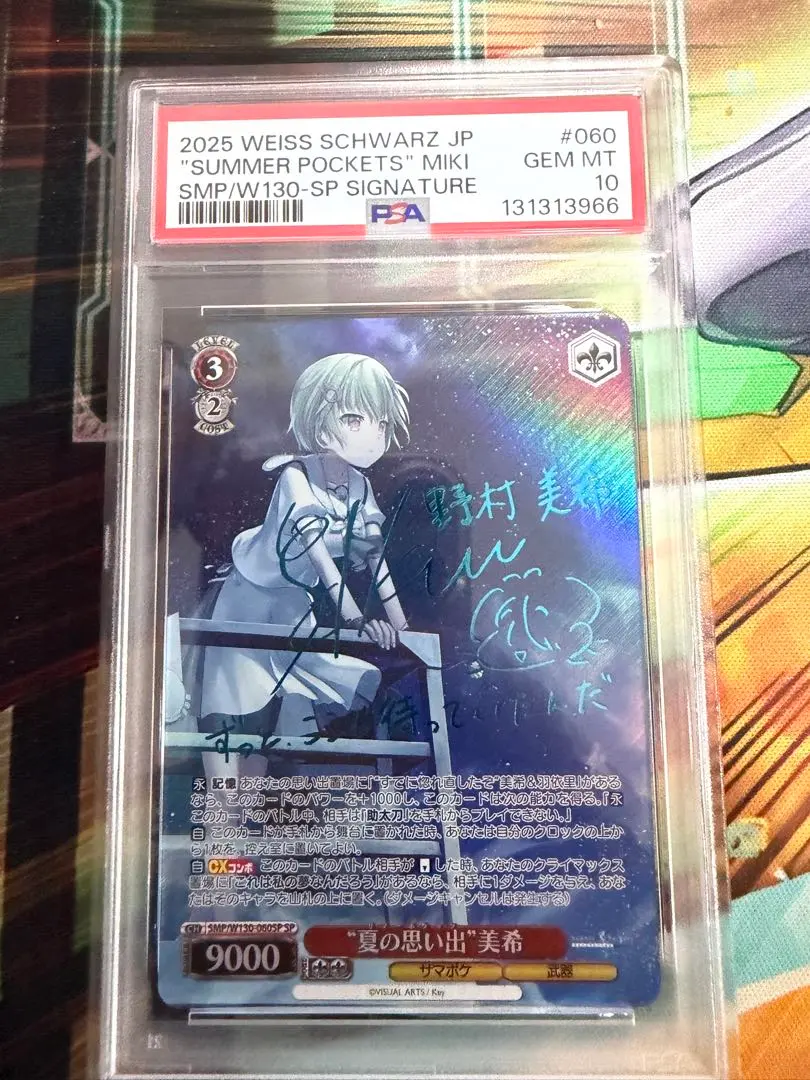 2025 WEISS SCHWARZ JP #060
"SUMMER POCKETS" MIKI GEM MT
SMP/W130-SP SIGNATURE 10
PSA 131313966
LEVEL
3
2
COST
野村 美希
ずっと、ここで待っていたんだ
永 記憶 あなたの思い出置場に「“すでに惚れ直したぞ”美希&羽依里」がある
なら、このカードのパワーを+1000し、このカードは次の能力を得る。『永
このカードのバトル中、相手は「助太刀」を手札からプレイできない。』
自 このカードが手札から舞台に置かれた時、あなたは自分のクロックの上か
ら1枚を、控え室に置いてよい。
自 CXコンボ このカードのバトル相手が した時、あなたのクライマックス
置場に「これは私の夢なんだろう」があるなら、相手に1ダメージを与え、あな
たはそのキャラを山札の上に置く。(ダメージキャンセルは発生する)
CH SMP/W130-060SP SP
“夏の思い出”美希
9000
サマポケ 武器
©VISUAL ARTS / Key